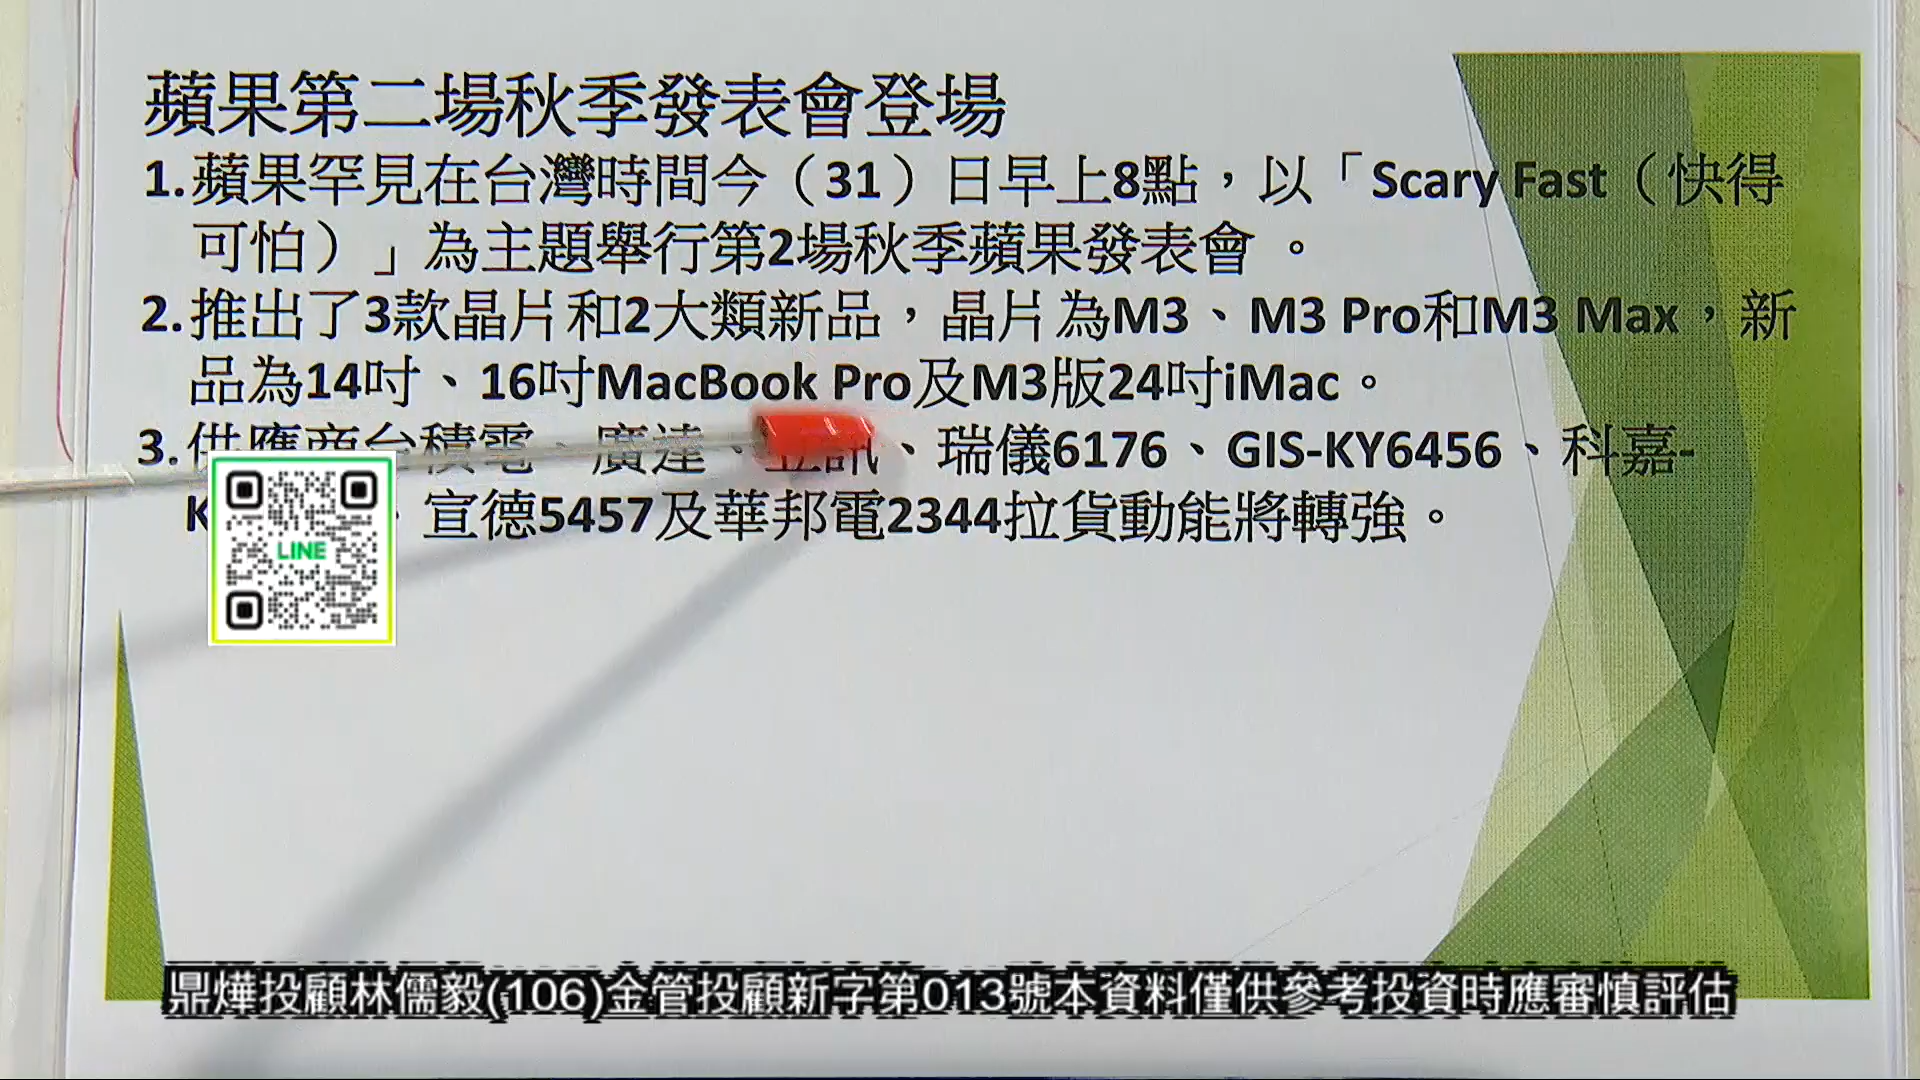 蘋果第二場秋季發表會登場
1.蘋果罕見在台灣時間今（31）日早上8點，以「Scary Fast（快得
可怕）」為主題舉行第2場秋季蘋果發表會 。
2.推出了3款晶片和2大類新品，晶片為M3、M3 Pro和M3 Max，新
品為14吋、16吋MacBook Pro及M3版24吋iMac。
3.供應商台積電、廣達、立訊、瑞儀6176、GIS-KY6456、科嘉-
K 、宣德5457及華邦電2344拉貨動能將轉強。
LINE
鼎燁投顧林儒毅(106)金管投顧新字第013號本資料僅供參考投資時應審慎評估